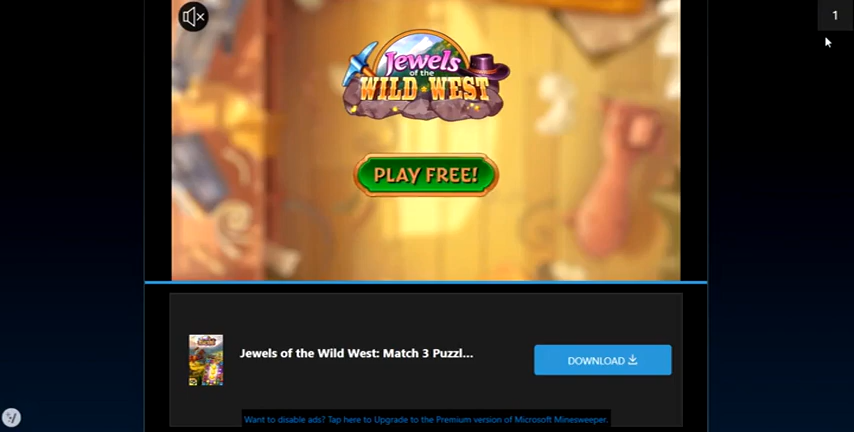 1
Jewels
of the
WILD WEST
PLAY FREE!
Jewels of the Wild West: Match 3 Puzzl...
DOWNLOAD
Want to disable ads? Tap here to Upgrade to the Premium version of Microsoft Minesweeper.